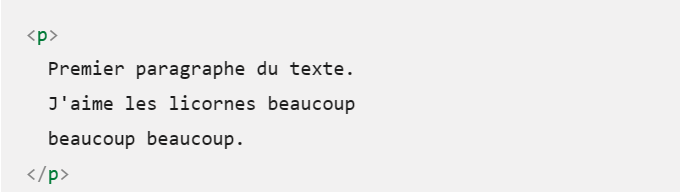 <p>
Premier paragraphe du texte.
J'aime les licornes beaucoup
beaucoup beaucoup.
</p>